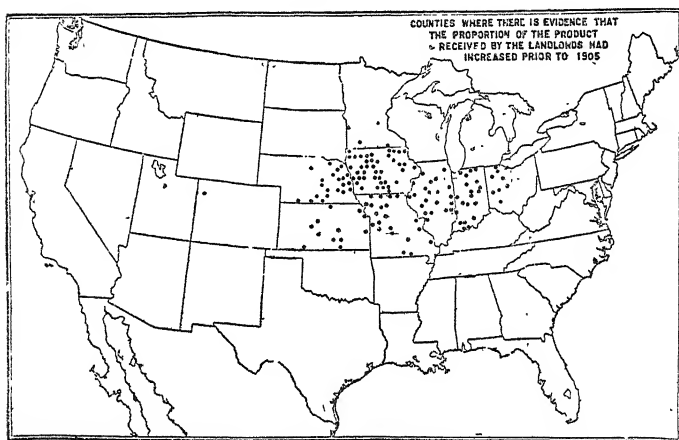 COUNTIES WHERE THERE IS EVIDENCE THAT
THE PROPORTION OF THE PRODUCT
RECEIVED BY THE LANDLORDS HAD
INCREASED PRIOR TO 1905